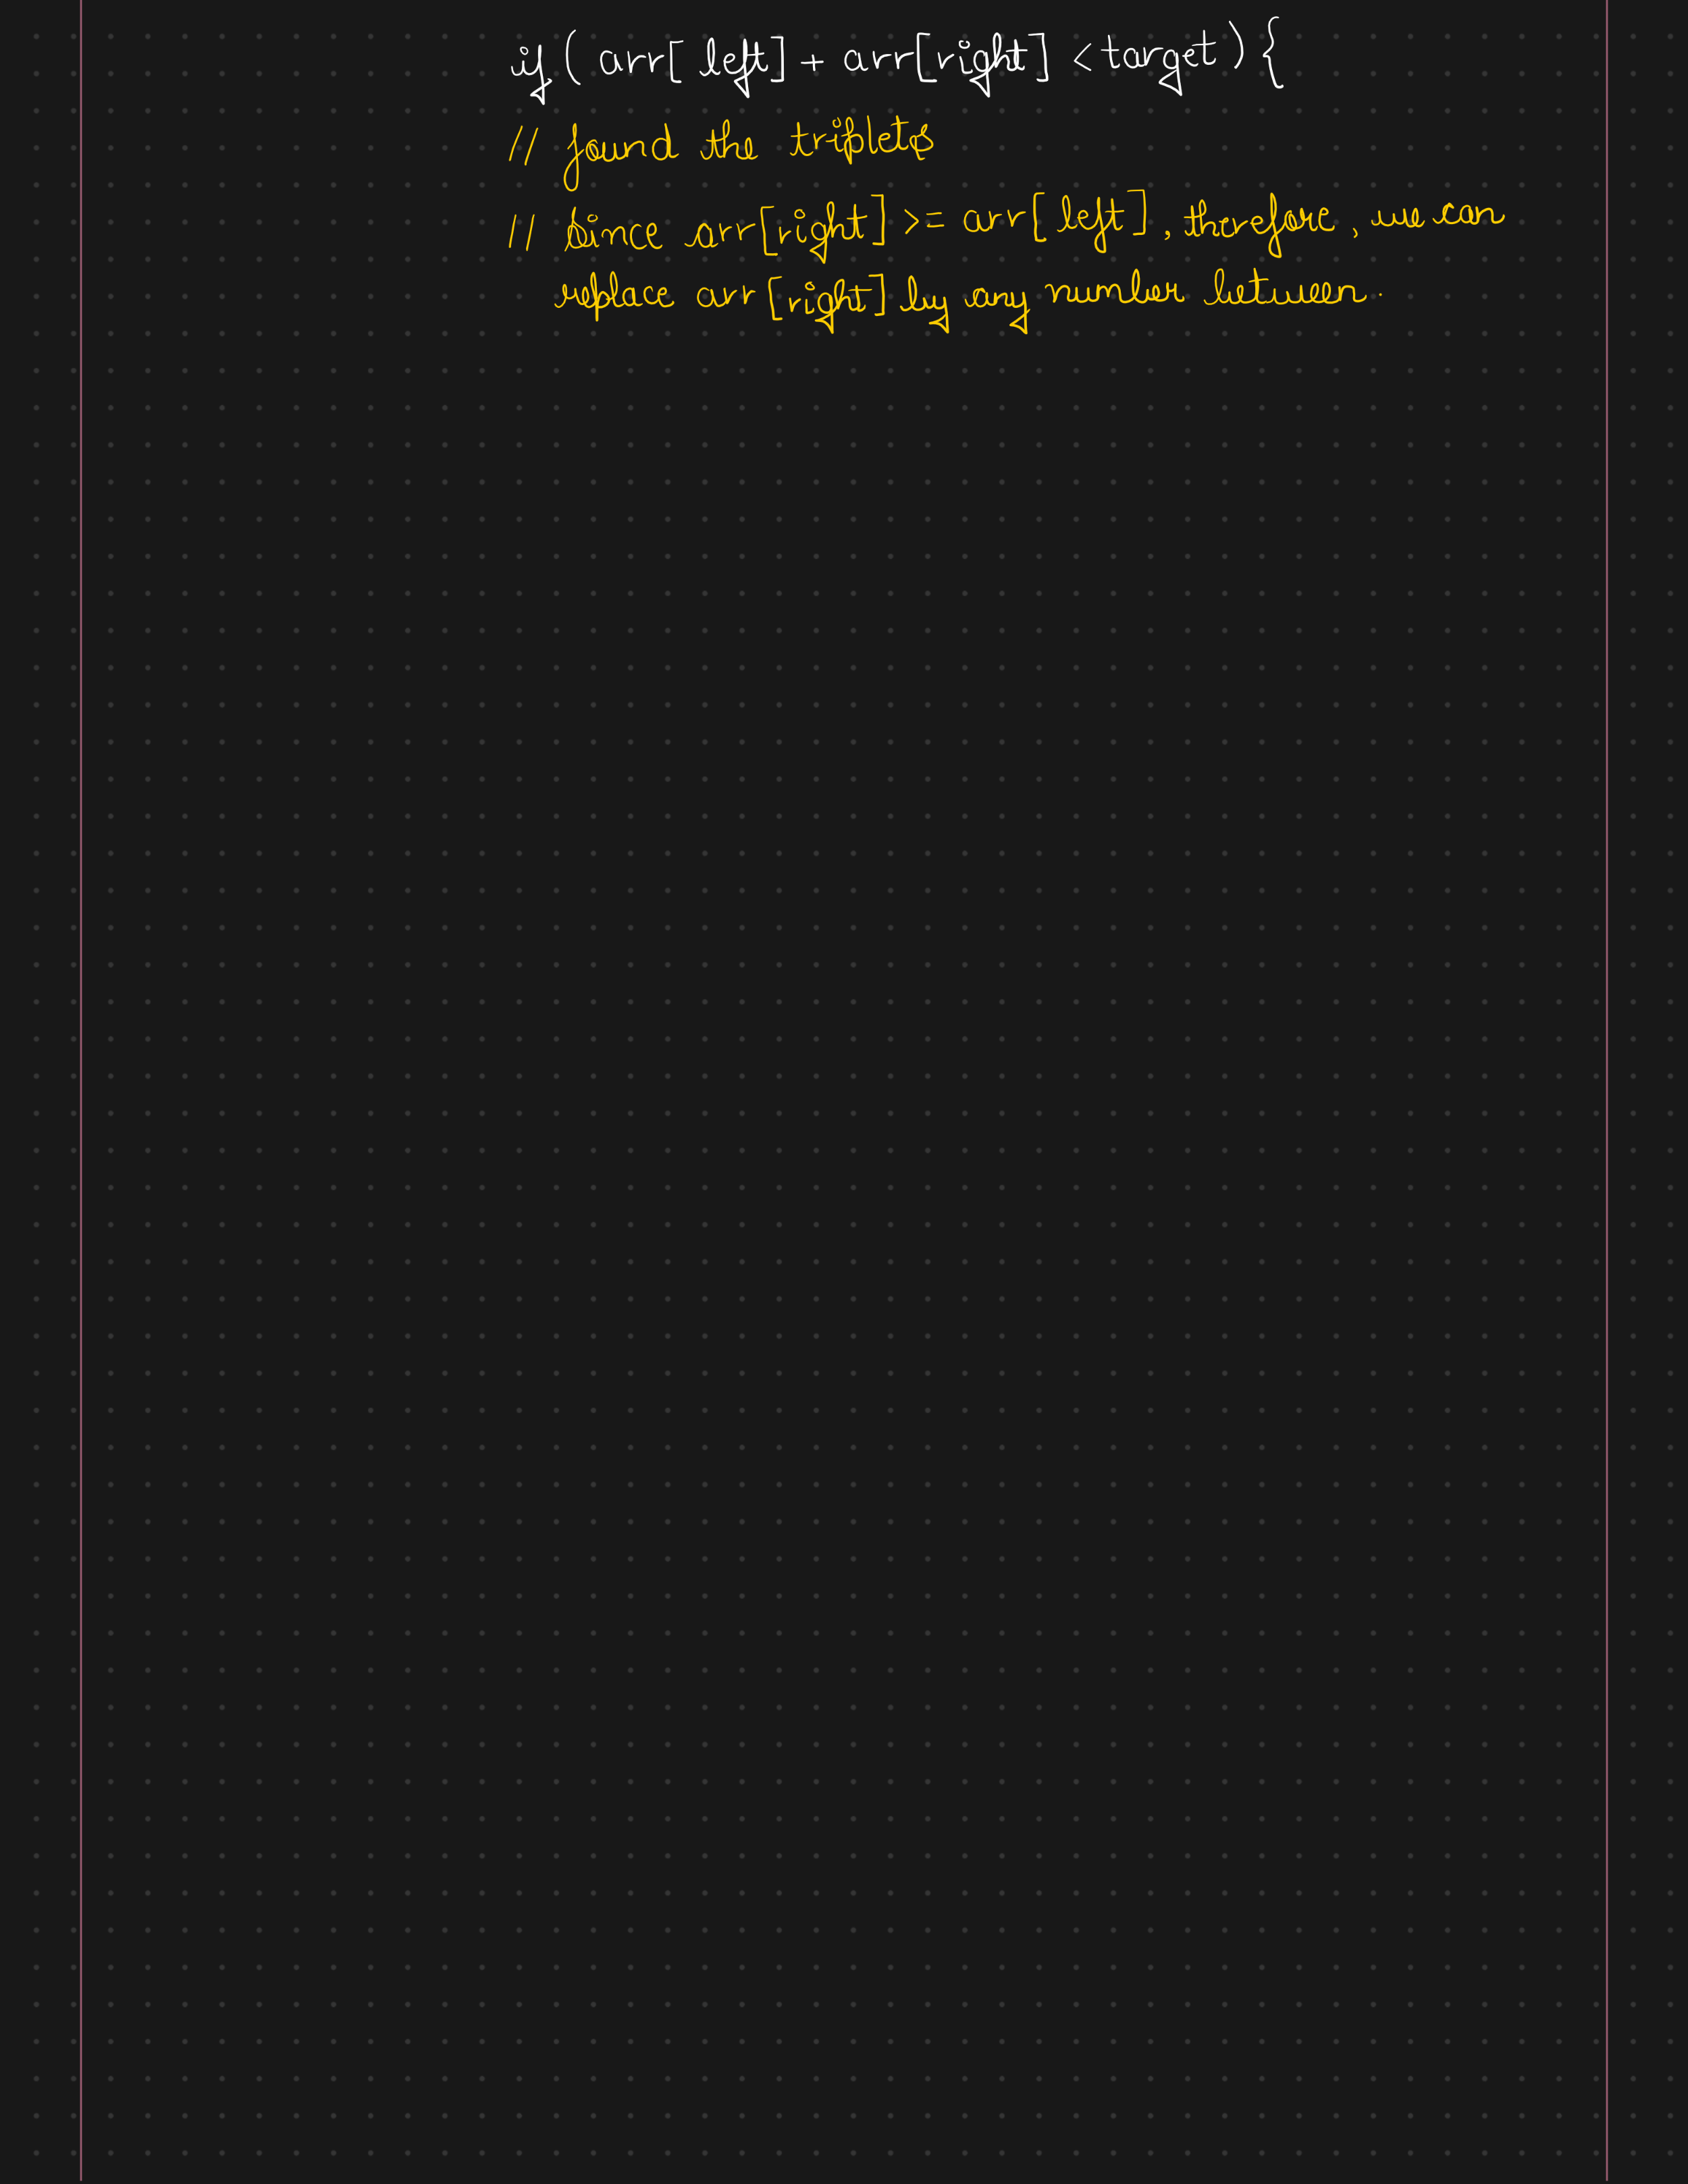 if ( arr[ left] + arr[right] < target) {
// found the triplets
// Since arr[right] >= arr[ left], therefore, we can
replace arr [right] by any number between.